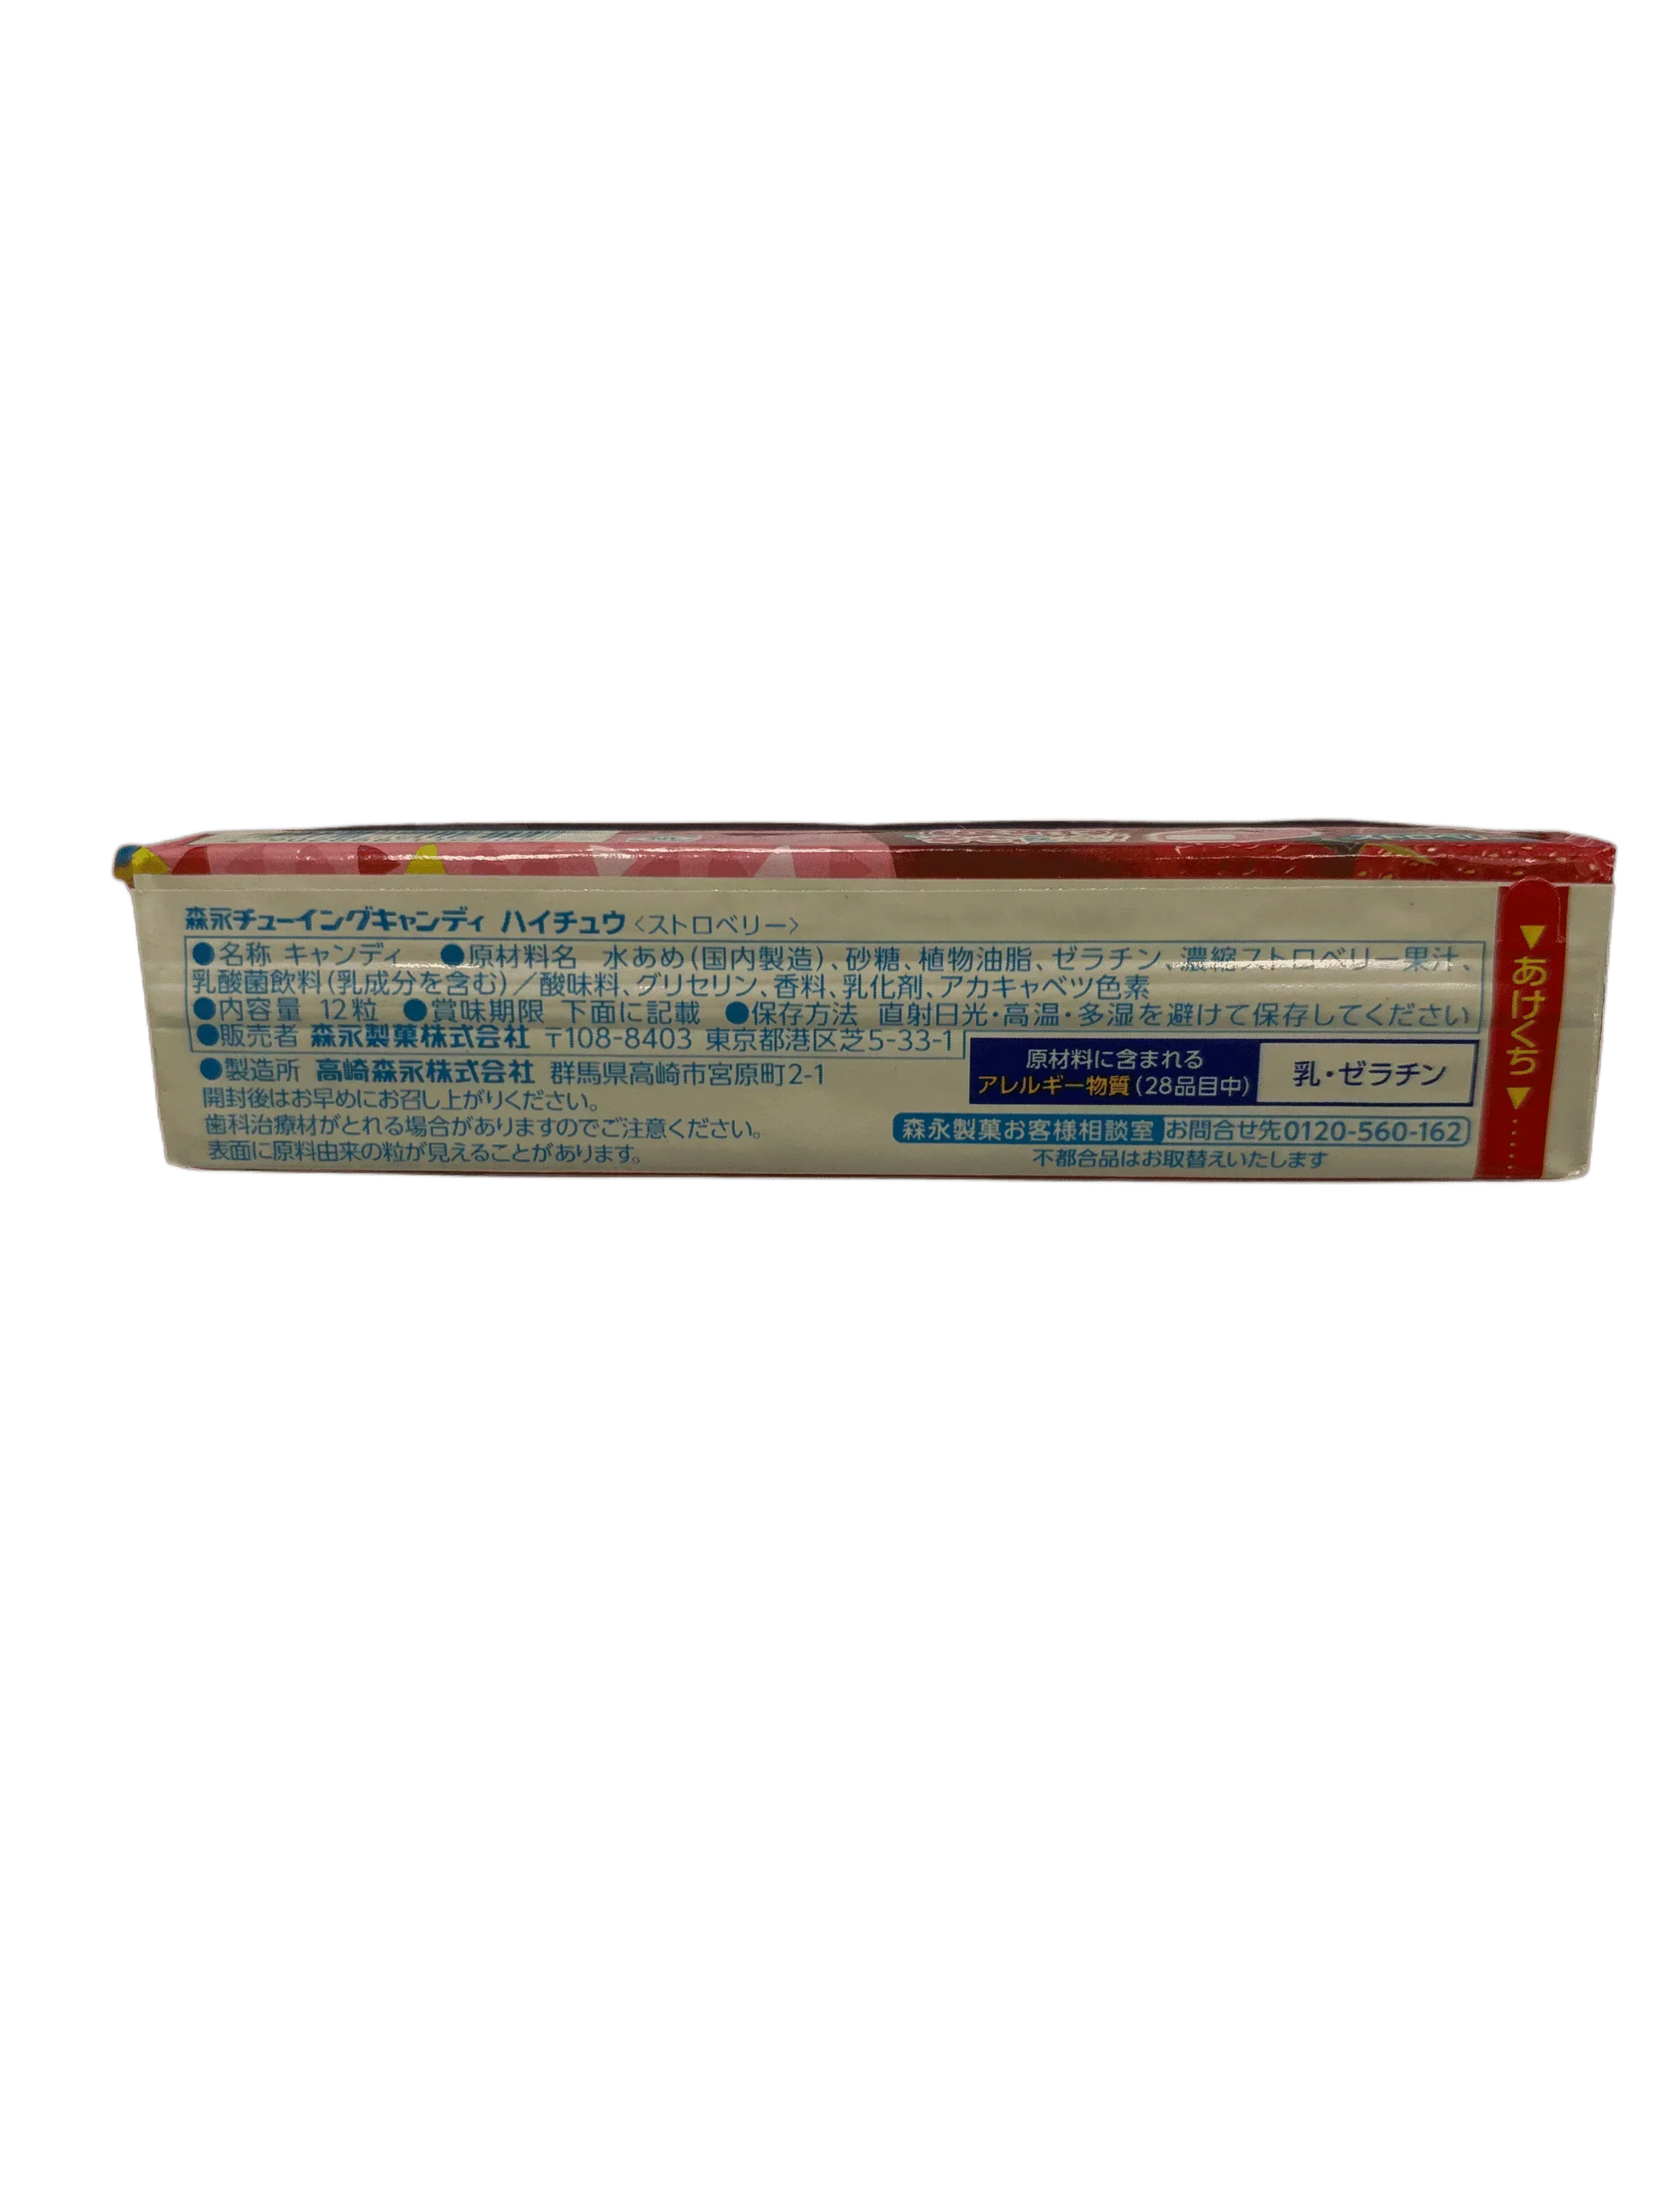 森永チューイングキャンディ ハイチュウ〈ストロベリー〉
●名称 キャンディ ●原材料名 水あめ(国内製造)、砂糖、植物油脂、ゼラチン、濃縮ストロベリー果汁、
乳酸菌飲料(乳成分を含む)/酸味料、グリセリン、香料、乳化剤、アカキャベツ色素
●内容量 12粒 ●賞味期限 下面に記載 ●保存方法 直射日光・高温・多湿を避けて保存してください
●販売者 森永製菓株式会社 〒108-8403 東京都港区芝5-33-1
●製造所 高崎森永株式会社 群馬県高崎市宮原町2-1
開封後はお早めにお召し上がりください。
歯科治療材がとれる場合がありますのでご注意ください。
表面に原料由来の粒が見えることがあります。
原材料に含まれる
アレルギー物質(28品目中)
乳・ゼラチン
森永製菓お客様相談室 お問合せ先0120-560-162
不都合品はお取替えいたします
▼あけくち▼